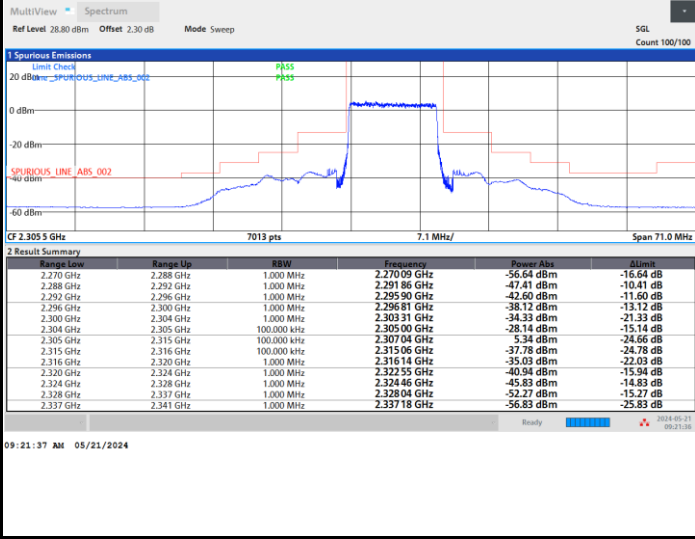 MultiView Spectrum
Ref Level 28.80 dBm Offset 2.30 dB Mode Sweep SGL
Count 100/100
1 Spurious Emissions
Limit Check PASS
20 dBm Line _SPURIOUS_LINE_ABS_002 PASS
0 dBm
-20 dBm
SPURIOUS_LINE_ABS_002
-40 dBm
-60 dBm
CF 2.305 5 GHz 7013 pts 7.1 MHz/ Span 71.0 MHz
2 Result Summary
Range Low Range Up RBW Frequency Power Abs ΔLimit
2.270 GHz 2.288 GHz 1.000 MHz 2.270 09 GHz -56.64 dBm -16.64 dB
2.288 GHz 2.292 GHz 1.000 MHz 2.291 86 GHz -47.41 dBm -10.41 dB
2.292 GHz 2.296 GHz 1.000 MHz 2.295 90 GHz -42.60 dBm -11.60 dB
2.296 GHz 2.300 GHz 1.000 MHz 2.296 81 GHz -38.12 dBm -13.12 dB
2.300 GHz 2.304 GHz 1.000 MHz 2.303 31 GHz -34.33 dBm -21.33 dB
2.304 GHz 2.305 GHz 100.000 kHz 2.305 00 GHz -28.14 dBm -15.14 dB
2.305 GHz 2.315 GHz 100.000 kHz 2.307 04 GHz 5.34 dBm -24.66 dB
2.315 GHz 2.316 GHz 100.000 kHz 2.315 06 GHz -37.78 dBm -24.78 dB
2.316 GHz 2.320 GHz 1.000 MHz 2.316 14 GHz -35.03 dBm -22.03 dB
2.320 GHz 2.324 GHz 1.000 MHz 2.322 55 GHz -40.94 dBm -15.94 dB
2.324 GHz 2.328 GHz 1.000 MHz 2.324 46 GHz -45.83 dBm -14.83 dB
2.328 GHz 2.337 GHz 1.000 MHz 2.328 04 GHz -52.27 dBm -15.27 dB
2.337 GHz 2.341 GHz 1.000 MHz 2.337 18 GHz -56.83 dBm -25.83 dB
Ready 2024-05-21
09:21:38
09:21:37 AM 05/21/2024